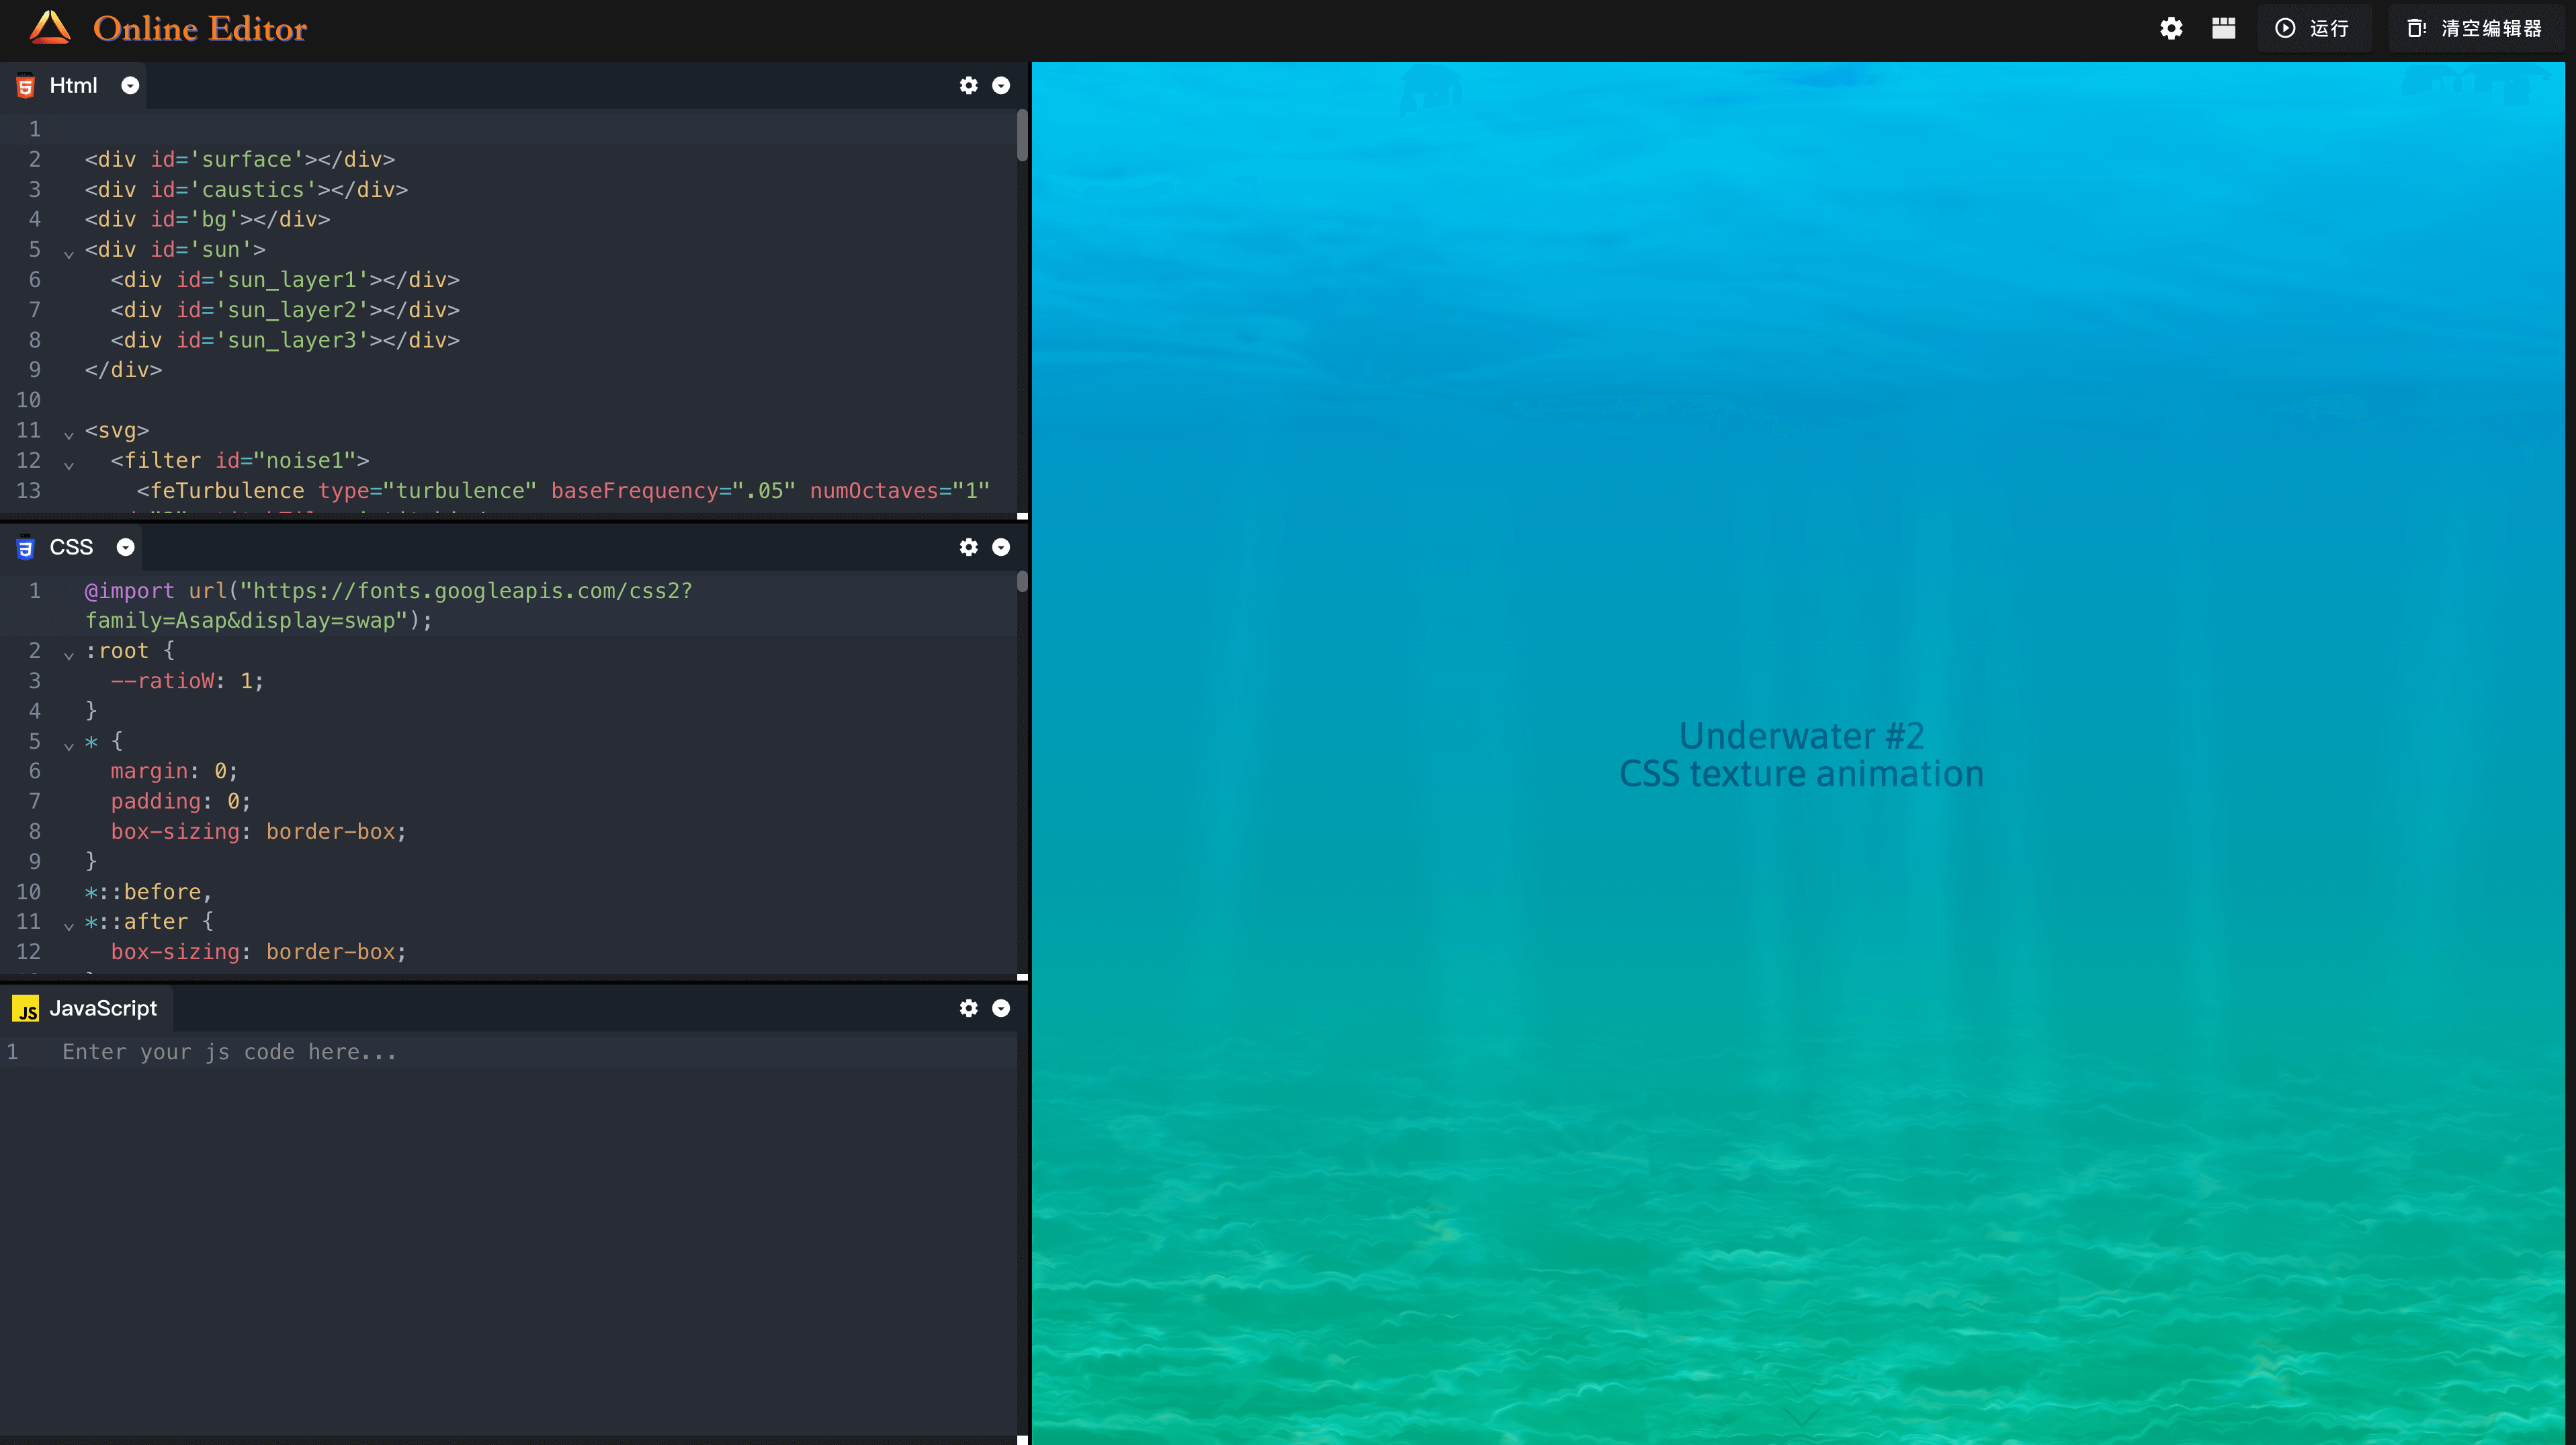 Online Editor
运行
清空编辑器
Html
1
2 <div id='surface'></div>
3 <div id='caustics'></div>
4 <div id='bg'></div>
5 <div id='sun'>
6 <div id='sun_layer1'></div>
7 <div id='sun_layer2'></div>
8 <div id='sun_layer3'></div>
9 </div>
10
11 <svg>
12 <filter id="noise1">
13 <feTurbulence type="turbulence" baseFrequency=".05" numOctaves="1"
CSS
1 @import url("https://fonts.googleapis.com/css2?
family=Asap&display=swap");
2 :root {
3 --ratioW: 1;
4 }
5 * {
6 margin: 0;
7 padding: 0;
8 box-sizing: border-box;
9 }
10 *::before,
11 *::after {
12 box-sizing: border-box;
JavaScript
1 Enter your js code here...
Underwater #2
CSS texture animation